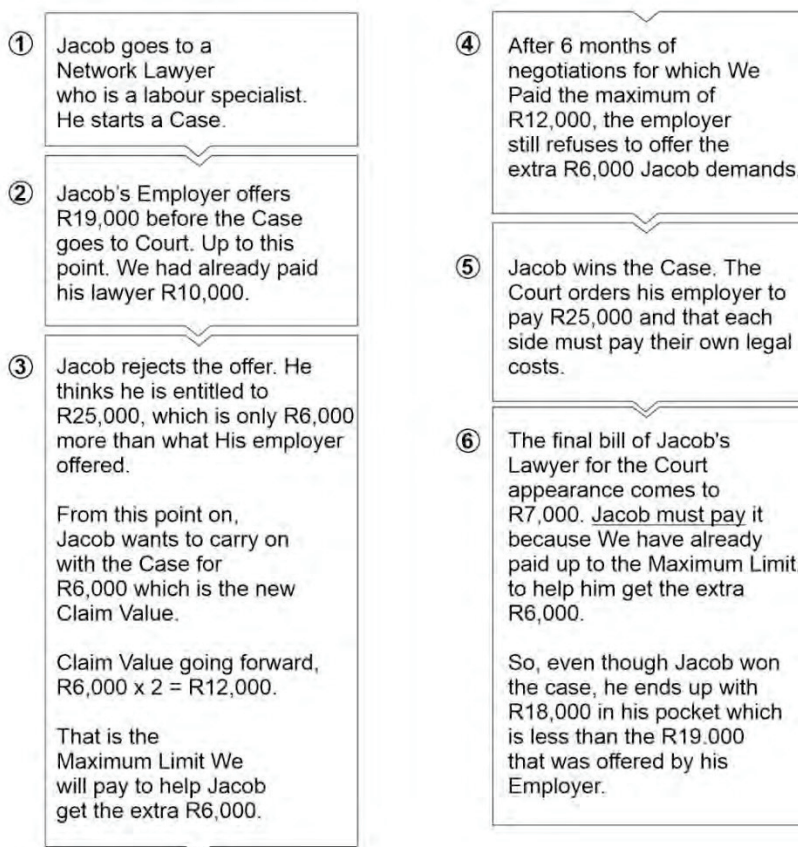 ① Jacob goes to a
Network Lawyer
who is a labour specialist.
He starts a Case.
② Jacob's Employer offers
R19,000 before the Case
goes to Court. Up to this
point. We had already paid
his lawyer R10,000.
③ Jacob rejects the offer. He
thinks he is entitled to
R25,000, which is only R6,000
more than what His employer
offered.
From this point on,
Jacob wants to carry on
with the Case for
R6,000 which is the new
Claim Value.
Claim Value going forward,
R6,000 x 2 = R12,000.
That is the
Maximum Limit We
will pay to help Jacob
get the extra R6,000.
④ After 6 months of
negotiations for which We
Paid the maximum of
R12,000, the employer
still refuses to offer the
extra R6,000 Jacob demands.
⑤ Jacob wins the Case. The
Court orders his employer to
pay R25,000 and that each
side must pay their own legal
costs.
⑥ The final bill of Jacob's
Lawyer for the Court
appearance comes to
R7,000. Jacob must pay it
because We have already
paid up to the Maximum Limit
to help him get the extra
R6,000.
So, even though Jacob won
the case, he ends up with
R18,000 in his pocket which
is less than the R19.000
that was offered by his
Employer.